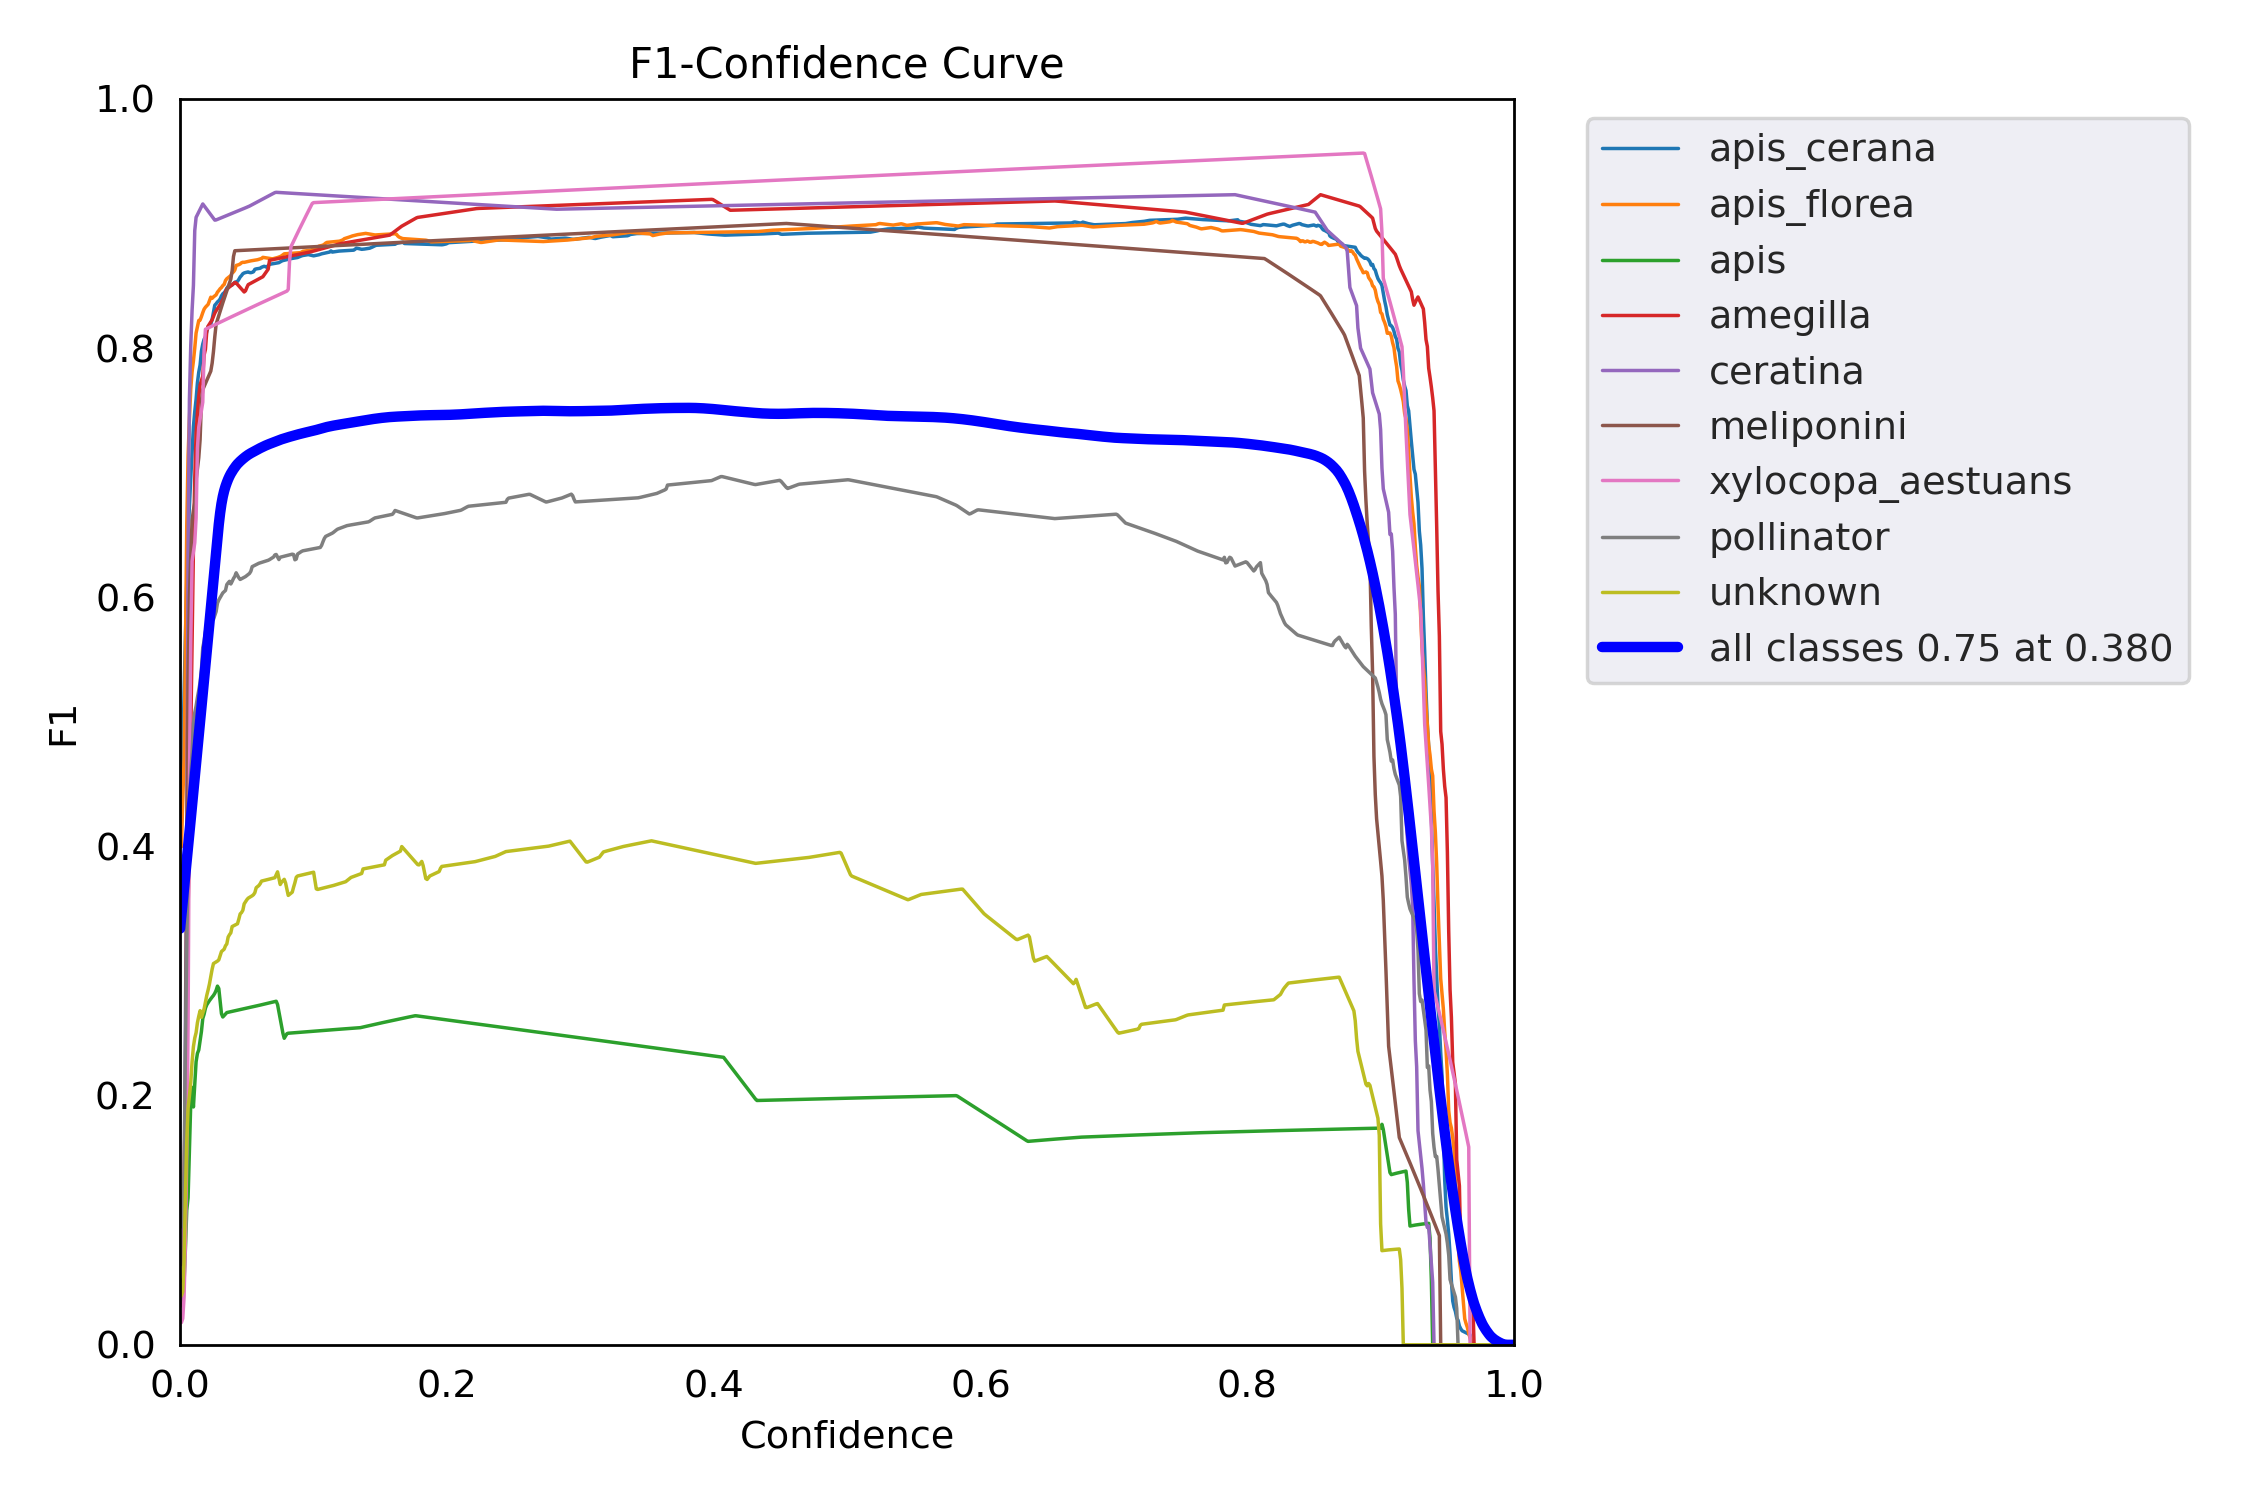 F1-Confidence Curve
1.0
0.8
0.6
0.4
0.2
0.0
F1
0.0 0.2 0.4 0.6 0.8 1.0
Confidence
apis_cerana
apis_florea
apis
amegilla
ceratina
meliponini
xylocopa_aestuans
pollinator
unknown
all classes 0.75 at 0.380